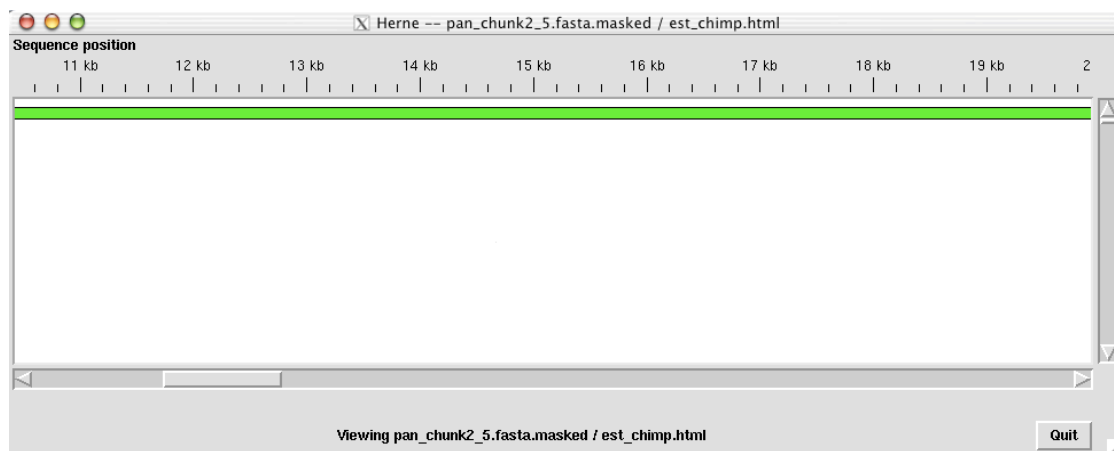 X Herne -- pan_chunk2_5.fasta.masked / est_chimp.html
Sequence position
11 kb 12 kb 13 kb 14 kb 15 kb 16 kb 17 kb 18 kb 19 kb 2
Viewing pan_chunk2_5.fasta.masked / est_chimp.html
Quit